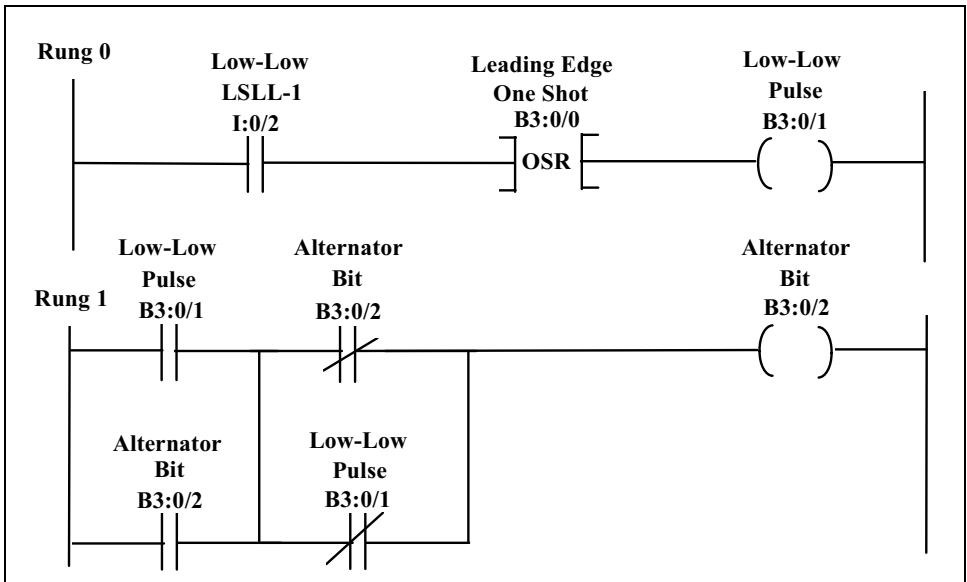 Rung 0
Low-Low
LSLL-1
I:0/2
Leading Edge
One Shot
B3:0/0
OSR
Low-Low
Pulse
B3:0/1
Rung 1
Low-Low
Pulse
B3:0/1
Alternator
Bit
B3:0/2
Alternator
Bit
B3:0/2
Alternator
Bit
B3:0/2
Low-Low
Pulse
B3:0/1